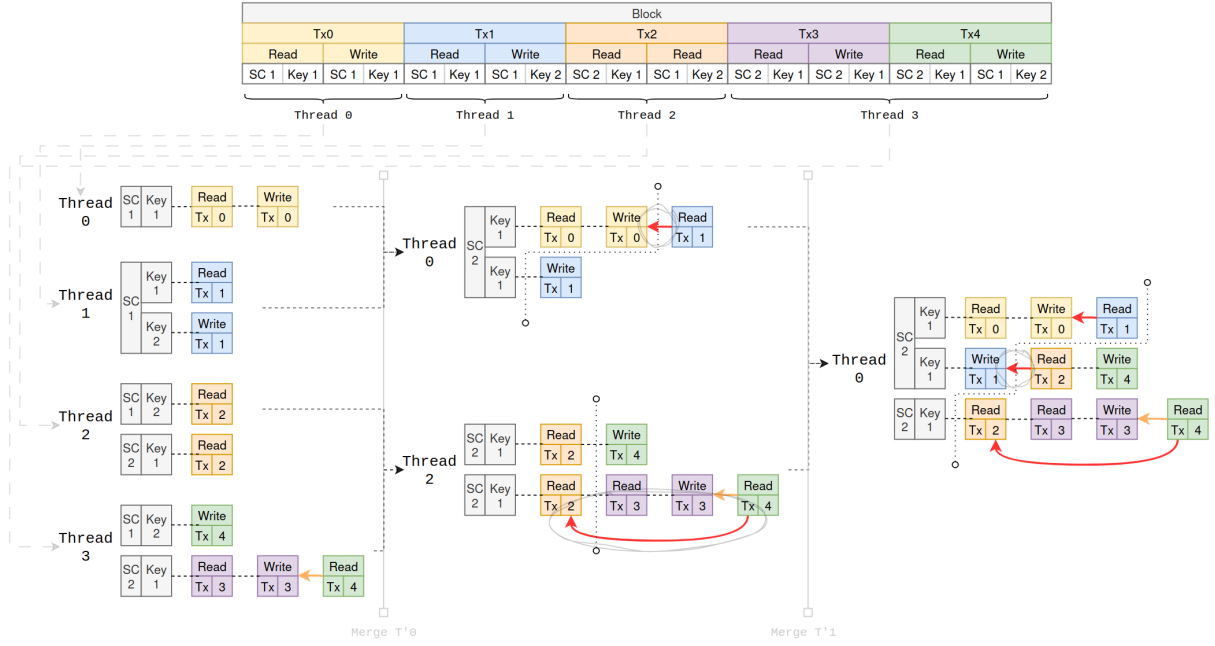 Block
Tx0 Tx1 Tx2 Tx3 Tx4
Read Write Read Write Read Read Read Write Read Write
SC 1 Key 1 SC 1 Key 1 SC 1 Key 1 SC 1 Key 2 SC 2 Key 1 SC 1 Key 2 SC 2 Key 1 SC 2 Key 1 SC 2 Key 1 SC 1 Key 2
Thread 0 Thread 1 Thread 2 Thread 3
Thread 0
SC 1 Key 1
Read Tx 0
Write Tx 0
Thread 1
SC 1
Key 1
Read Tx 1
Key 2
Write Tx 1
Thread 2
SC 1 Key 2
Read Tx 2
SC 2 Key 1
Read Tx 2
Thread 3
SC 1 Key 2
Write Tx 4
SC 2 Key 1
Read Tx 3
Write Tx 3
Read Tx 4
Merge T'0
Thread 0
SC 2
Key 1
Read Tx 0
Write Tx 0
Read Tx 1
Key 1
Write Tx 1
Thread 2
SC 2 Key 1
Read Tx 2
Write Tx 4
SC 2 Key 1
Read Tx 2
Read Tx 3
Write Tx 3
Read Tx 4
Merge T'1
Thread 0
SC 2
Key 1
Read Tx 0
Write Tx 0
Read Tx 1
Key 1
Write Tx 1
Read Tx 2
Write Tx 4
SC 2 Key 1
Read Tx 2
Read Tx 3
Write Tx 3
Read Tx 4